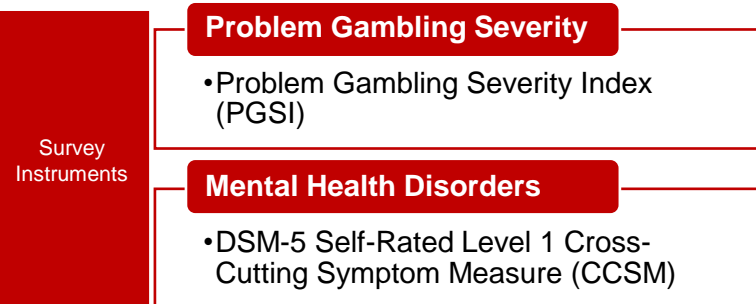 Survey
Instruments
Problem Gambling Severity
•Problem Gambling Severity Index
(PGSI)
Mental Health Disorders
•DSM-5 Self-Rated Level 1 Cross-
Cutting Symptom Measure (CCSM)